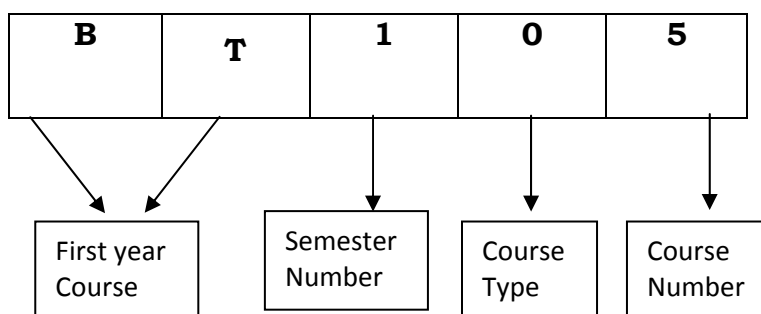 B T 1 0 5
First year
Course
Semester
Number
Course
Type
Course
Number